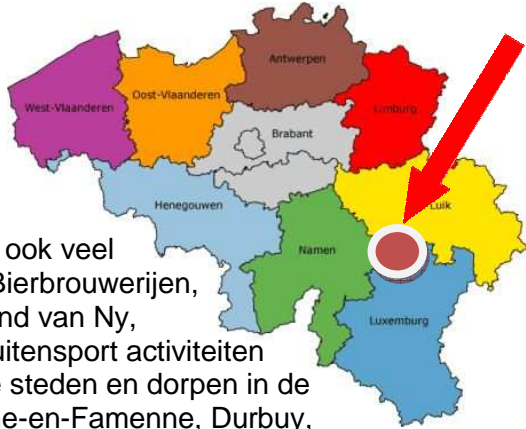 Antwerpen
West-Vlaanderen
Oost-Vlaanderen
Limburg
Brabant
Henegouwen
Luik
Namen
Luxemburg
ook veel
Bierbrouwerijen,
nd van Ny,
uitensport activiteiten
steden en dorpen in de
ne-en-Famenne, Durbuy,